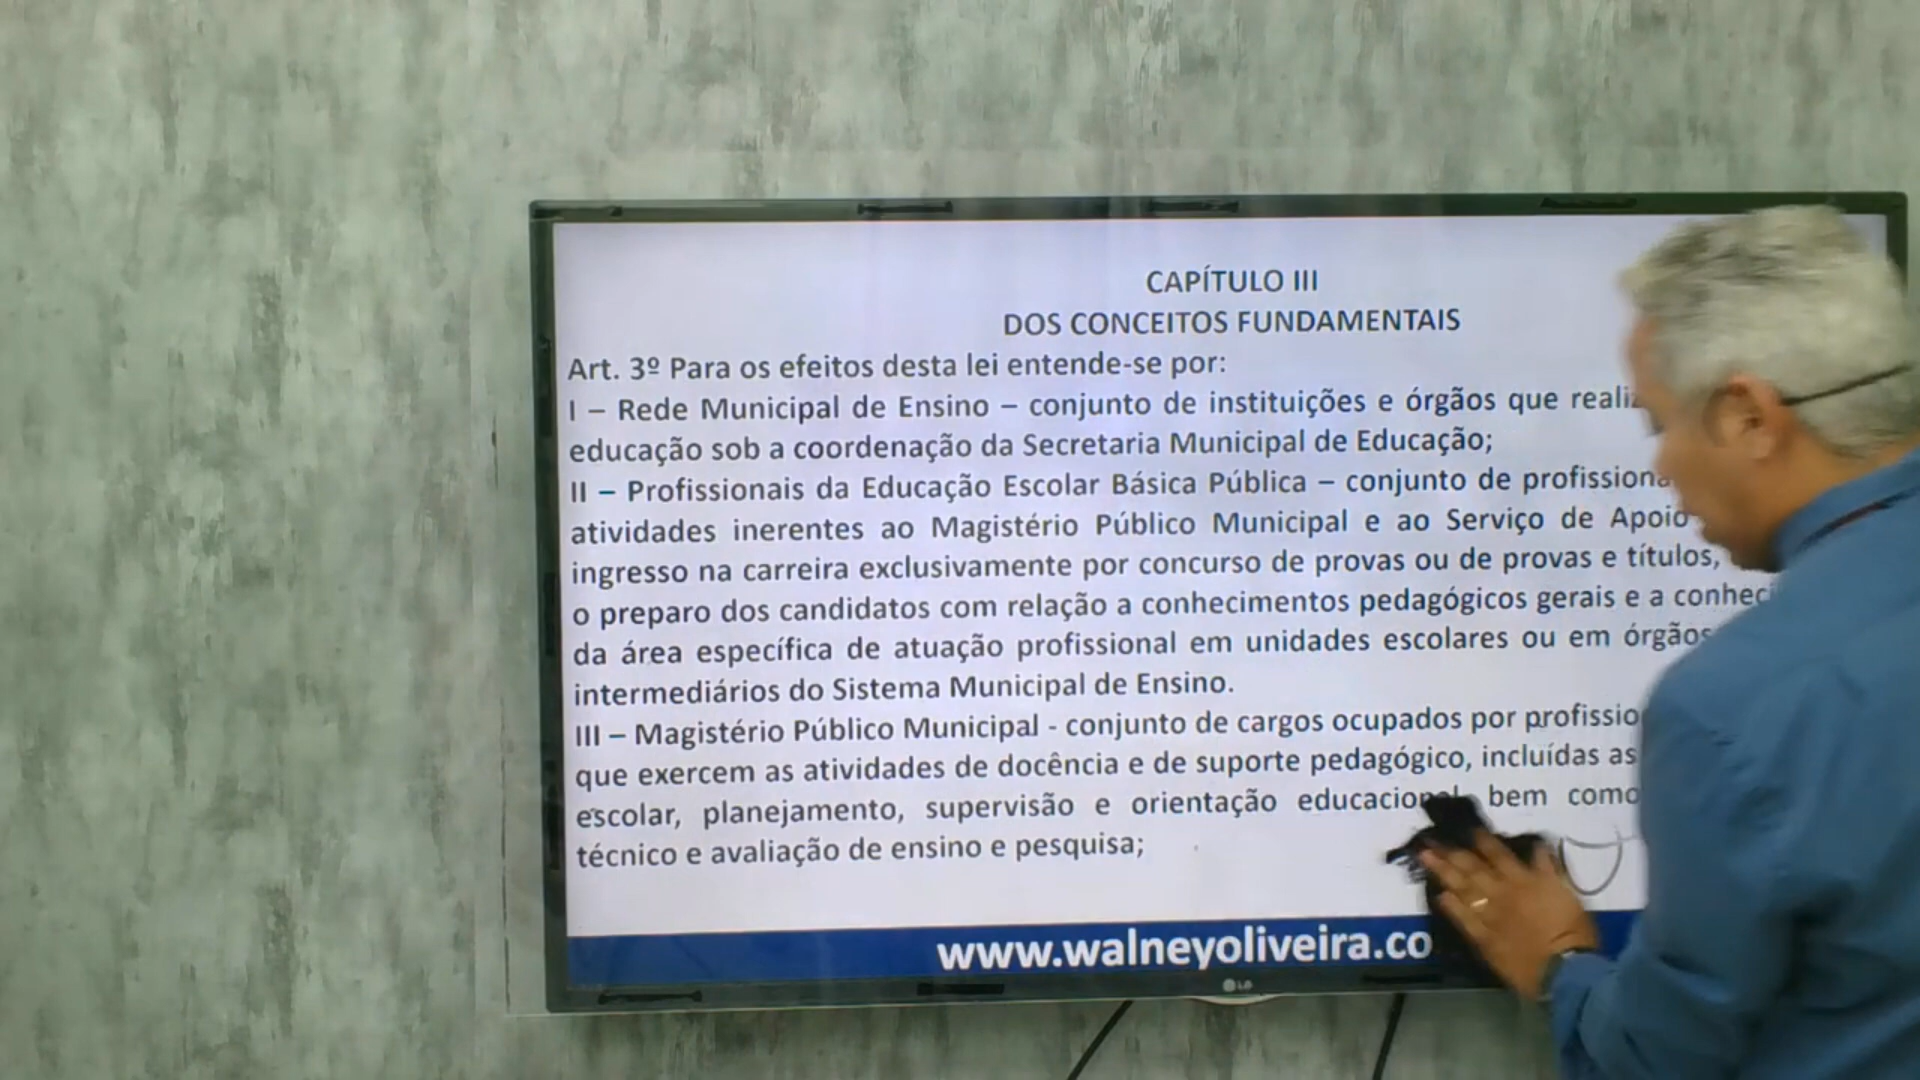 CAPÍTULO III
DOS CONCEITOS FUNDAMENTAIS
Art. 3º Para os efeitos desta lei entende-se por:
I – Rede Municipal de Ensino – conjunto de instituições e órgãos que
educação sob a coordenação da Secretaria Municipal de Educação;
II – Profissionais da Educação Escolar Básica Pública – conjunto de
atividades inerentes ao Magistério Público Municipal e ao Serviço de Apoio
ingresso na carreira exclusivamente por concurso de provas ou de provas e títulos,
o preparo dos candidatos com relação a conhecimentos pedagógicos gerais e a
da área específica de atuação profissional em unidades escolares ou em órgãos
intermediários do Sistema Municipal de Ensino.
III – Magistério Público Municipal - conjunto de cargos ocupados por
que exercem as atividades de docência e de suporte pedagógico, incluídas as
escolar, planejamento, supervisão e orientação bem como
técnico e avaliação de ensino e pesquisa;
www.walneyoliveira.co
LG